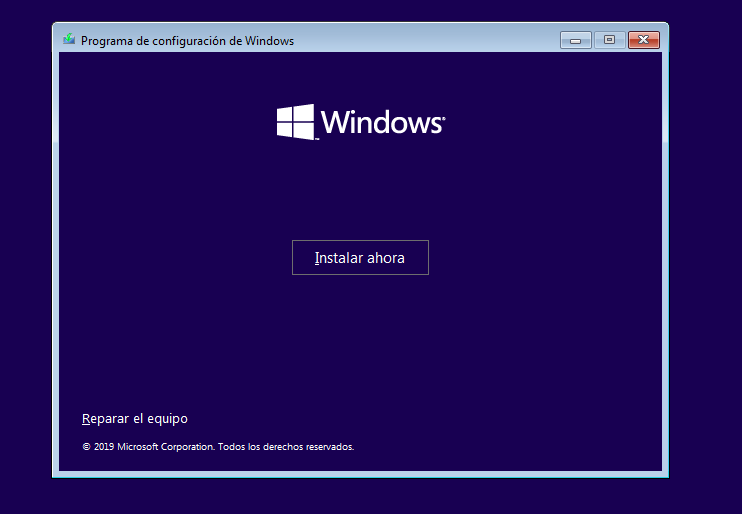 Programa de configuración de Windows
Windows
Instalar ahora
Reparar el equipo
© 2019 Microsoft Corporation. Todos los derechos reservados.